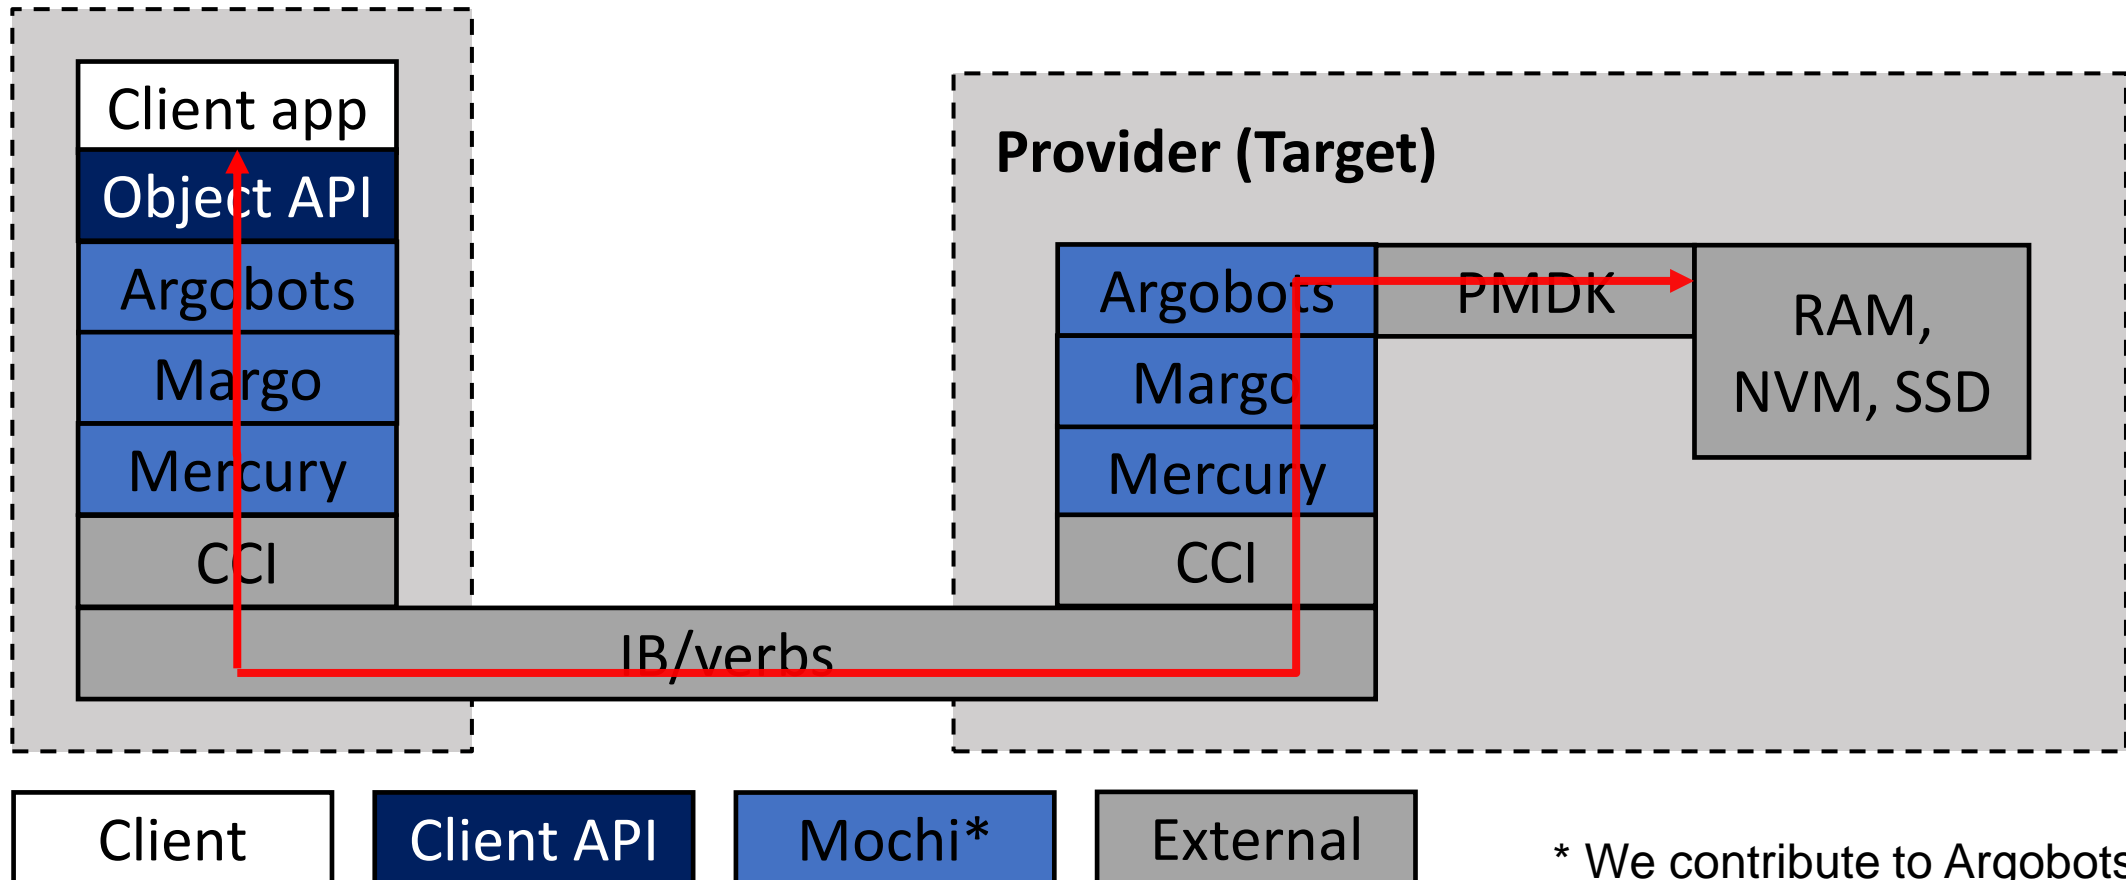 Client app
Object API
Argobots
Margo
Mercury
CCI
IB/verbs
Provider (Target)
Argobots
PMDK
RAM,
NVM, SSD
Margo
Mercury
CCI
Client
Client API
Mochi*
External
* We contribute to Argobots